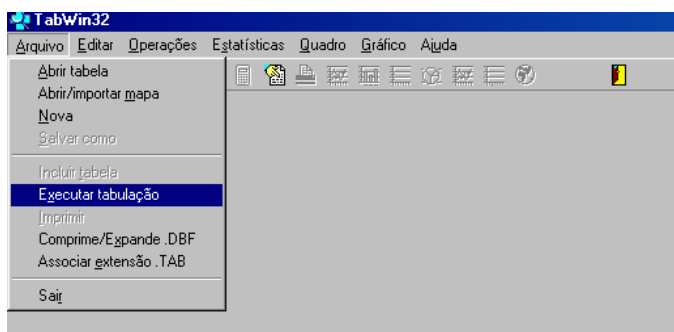 TabWin32
Arquivo Editar Operações Estatísticas Quadro Gráfico Ajuda
Abrir tabela
Abrir/importar mapa
Nova
Salvar como
Incluir tabela
Executar tabulação
Imprimir
Comprime/Expande .DBF
Associar extensão .TAB
Sair